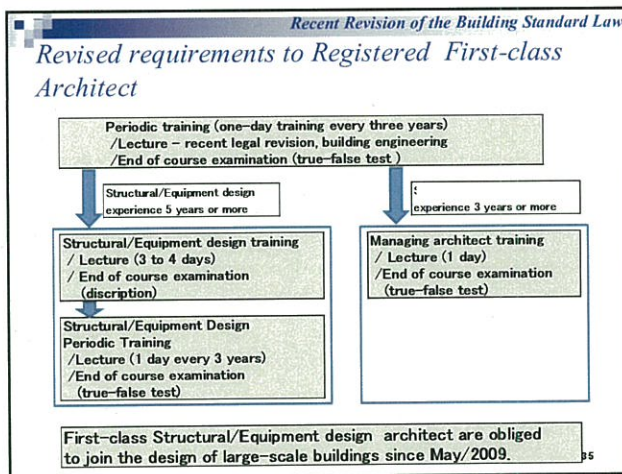 Recent Revision of the Building Standard Law
Revised requirements to Registered First-class
Architect
Periodic training (one-day training every three years)
/Lecture – recent legal revision, building engineering
/End of course examination (true-false test )
Structural/Equipment design
experience 5 years or more
experience 3 years or more
Structural/Equipment design training
/ Lecture (3 to 4 days)
/ End of course examination
(discription)
Managing architect training
/ Lecture (1 day)
/End of course examination
(true-false test)
Structural/Equipment Design
Periodic Training
/Lecture (1 day every 3 years)
/End of course examination
(true-false test)
First-class Structural/Equipment design architect are obliged
to join the design of large-scale buildings since May/2009.
35